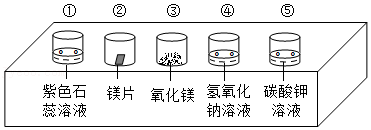 ① ② ③ ④ ⑤
紫色石
蕊溶液
镁片
氧化镁
氢氧化
钠溶液
碳酸钾
溶液